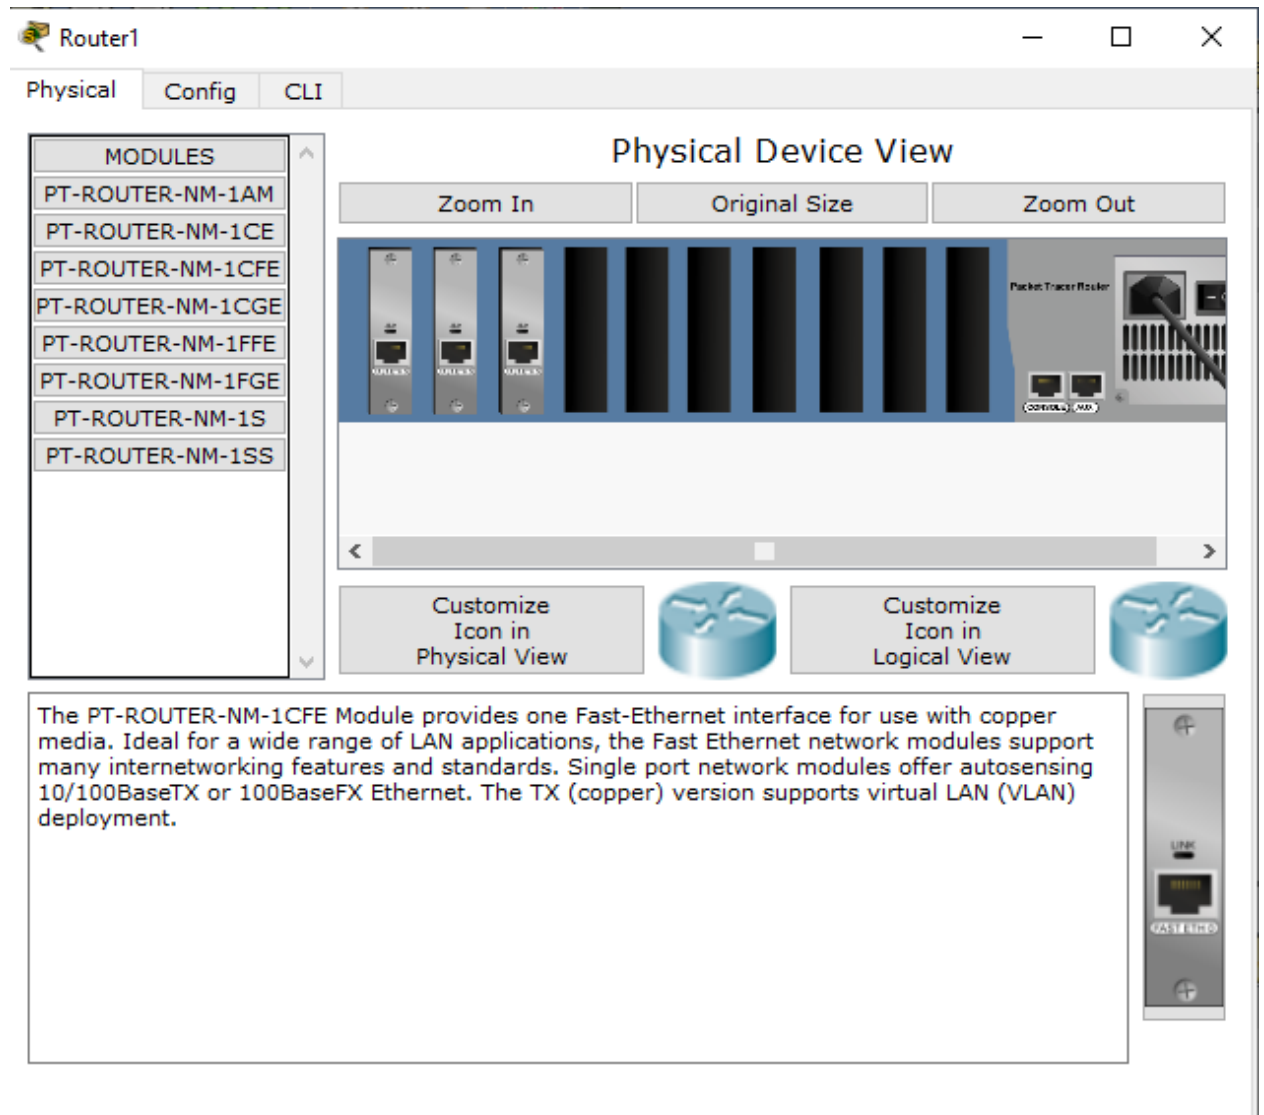 Router1
Physical
Config
CLI
MODULES
PT-ROUTER-NM-1AM
PT-ROUTER-NM-1CE
PT-ROUTER-NM-1CFE
PT-ROUTER-NM-1CGE
PT-ROUTER-NM-1FFE
PT-ROUTER-NM-1FGE
PT-ROUTER-NM-1S
PT-ROUTER-NM-1SS
Physical Device View
Zoom In
Original Size
Zoom Out
Packet Tracer Router
(CONSOLE) (AUX)
Customize
Icon in
Physical View
Customize
Icon in
Logical View
The PT-ROUTER-NM-1CFE Module provides one Fast-Ethernet interface for use with copper
media. Ideal for a wide range of LAN applications, the Fast Ethernet network modules support
many internetworking features and standards. Single port network modules offer autosensing
10/100BaseTX or 100BaseFX Ethernet. The TX (copper) version supports virtual LAN (VLAN)
deployment.
LINK
FAST ETH 0